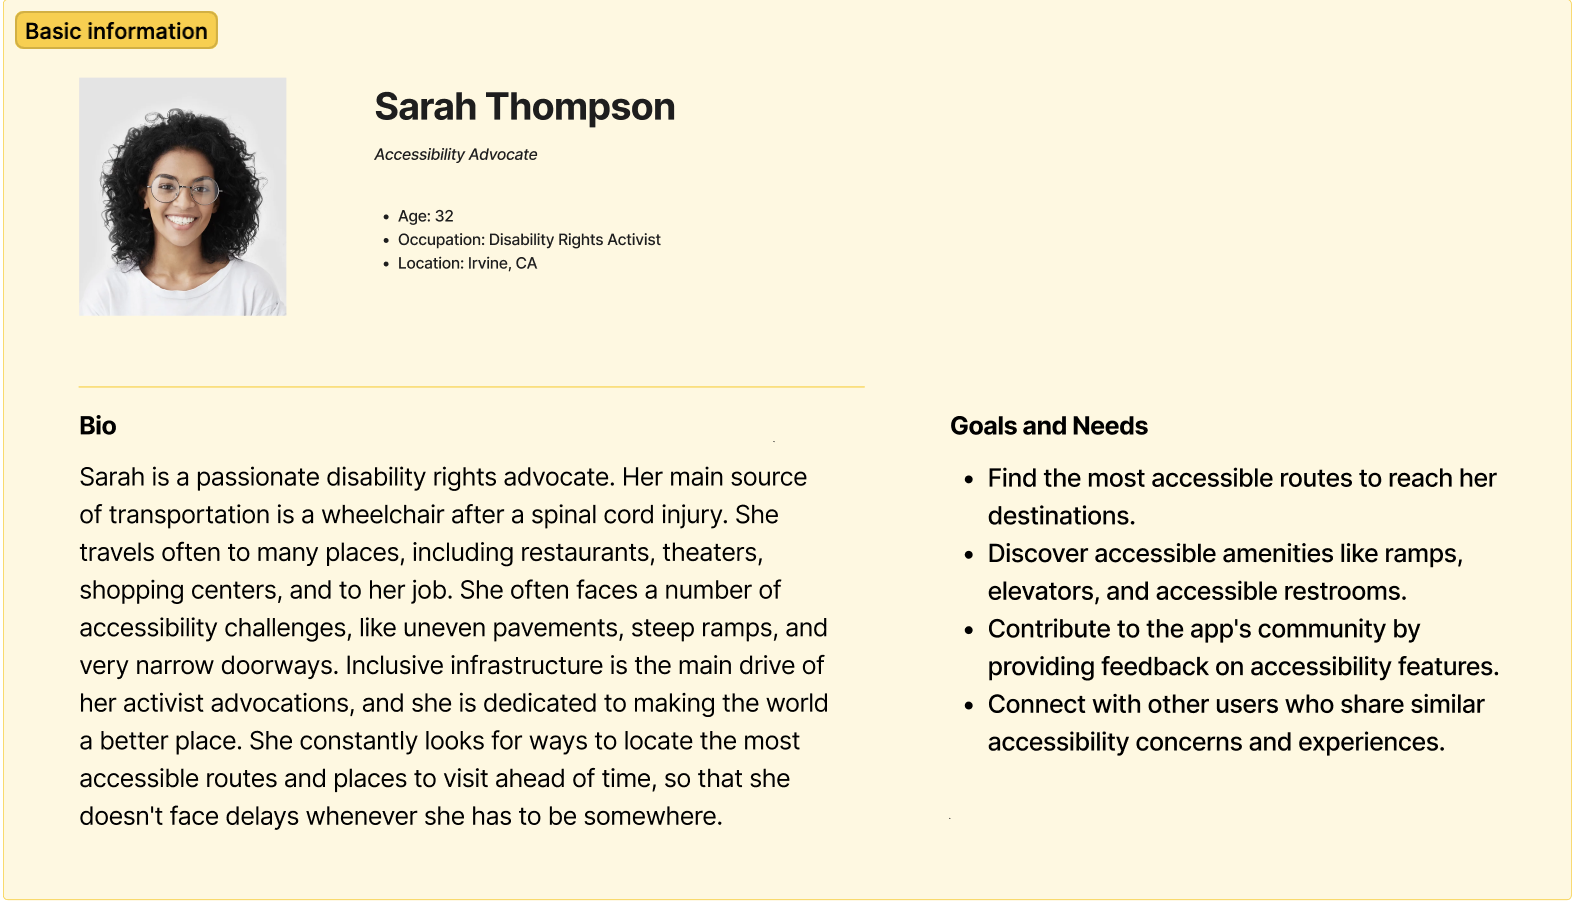 Basic information
Sarah Thompson
Accessibility Advocate
• Age: 32
• Occupation: Disability Rights Activist
• Location: Irvine, CA
Bio
Sarah is a passionate disability rights advocate. Her main source
of transportation is a wheelchair after a spinal cord injury. She
travels often to many places, including restaurants, theaters,
shopping centers, and to her job. She often faces a number of
accessibility challenges, like uneven pavements, steep ramps, and
very narrow doorways. Inclusive infrastructure is the main drive of
her activist advocations, and she is dedicated to making the world
a better place. She constantly looks for ways to locate the most
accessible routes and places to visit ahead of time, so that she
doesn't face delays whenever she has to be somewhere.
Goals and Needs
• Find the most accessible routes to reach her
destinations.
• Discover accessible amenities like ramps,
elevators, and accessible restrooms.
• Contribute to the app's community by
providing feedback on accessibility features.
• Connect with other users who share similar
accessibility concerns and experiences.